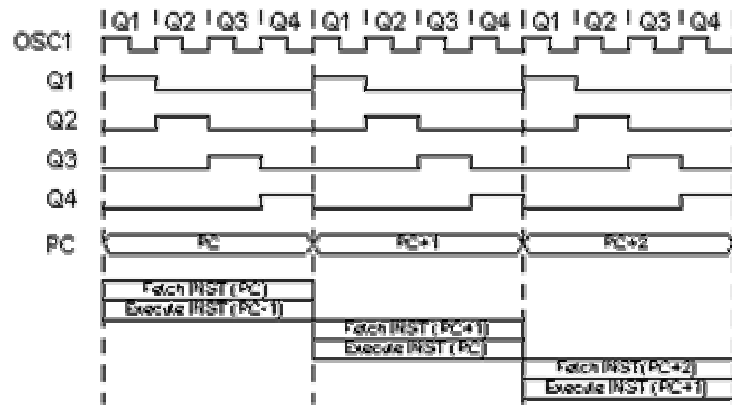 Q1 Q2 Q3 Q4 Q1 Q2 Q3 Q4 Q1 Q2 Q3 Q4
OSC1
Q1
Q2
Q3
Q4
PC PC PC+1 PC+2
Fetch INST (PC)
Execute INST (PC-1)
Fetch INST (PC+1)
Execute INST (PC)
Fetch INST (PC+2)
Execute INST (PC+1)